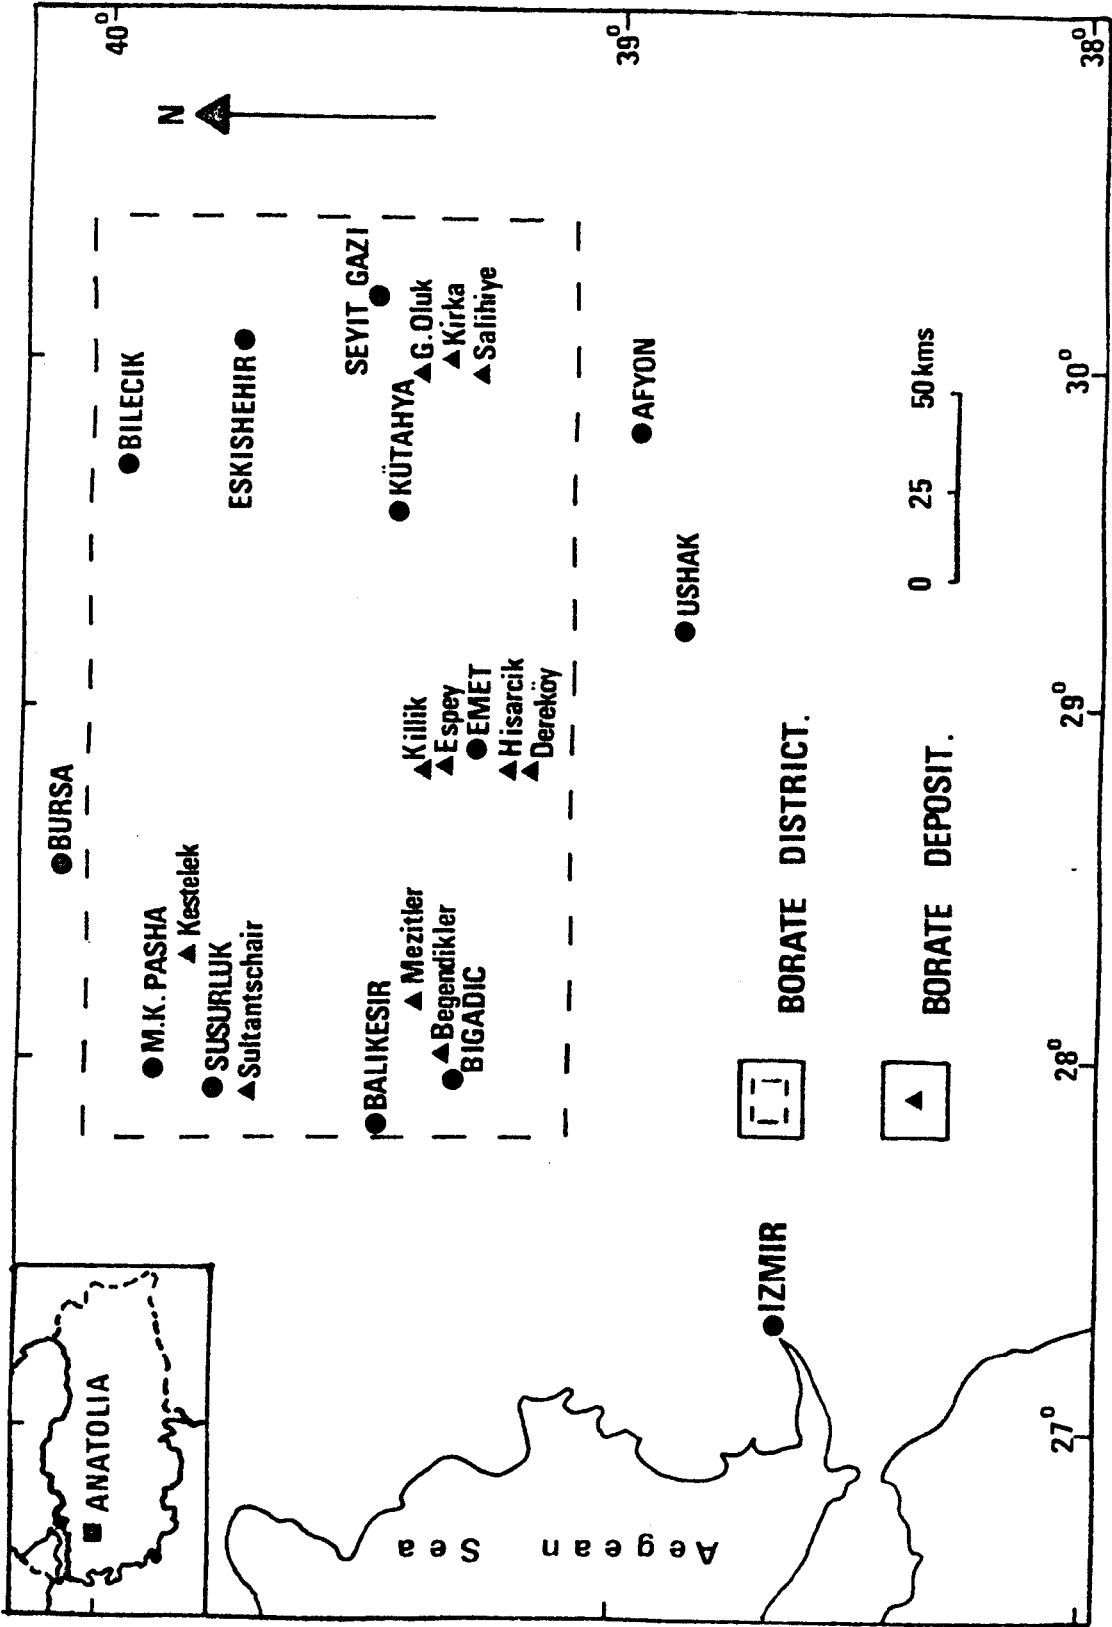 ANATOLIA
BURSA
BILECIK
40°
N
M.K. PASHA
Kestelek
SUSURLUK
Sultantschair
ESKISHEHIR
SEYIT GAZI
BALIKESIR
Mezitler
Begendikler
BIGADIC
Killik
Espey
EMET
Hisarcik
Dereköy
KÜTAHYA
G.Oluk
Kirka
Salihiye
Aegean Sea
39°
AFYON
USHAK
IZMIR
BORATE DISTRICT.
BORATE DEPOSIT.
0 25 50kms
27°
28°
29°
30°
38°